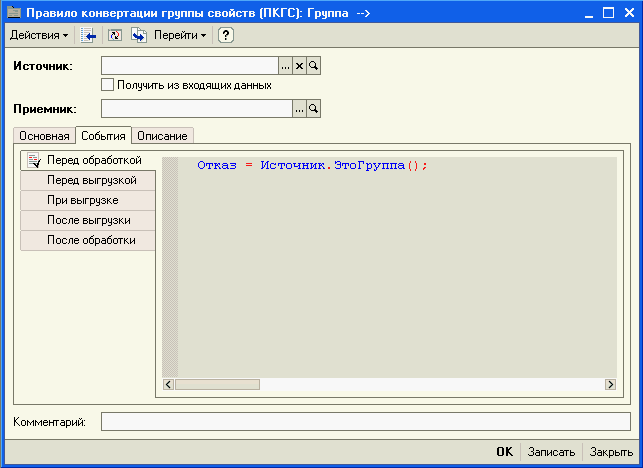 Правило конвертации группы свойств (ПКГС): Группа -->
Действия Перейти ?
Источник: ... x
Получить из входящих данных
Приемник: ...
Основная События Описание
Перед обработкой
Отказ = Источник.ЭтоГруппа();
Перед выгрузкой
При выгрузке
После выгрузки
После обработки
Комментарий:
OK Записать Закрыть